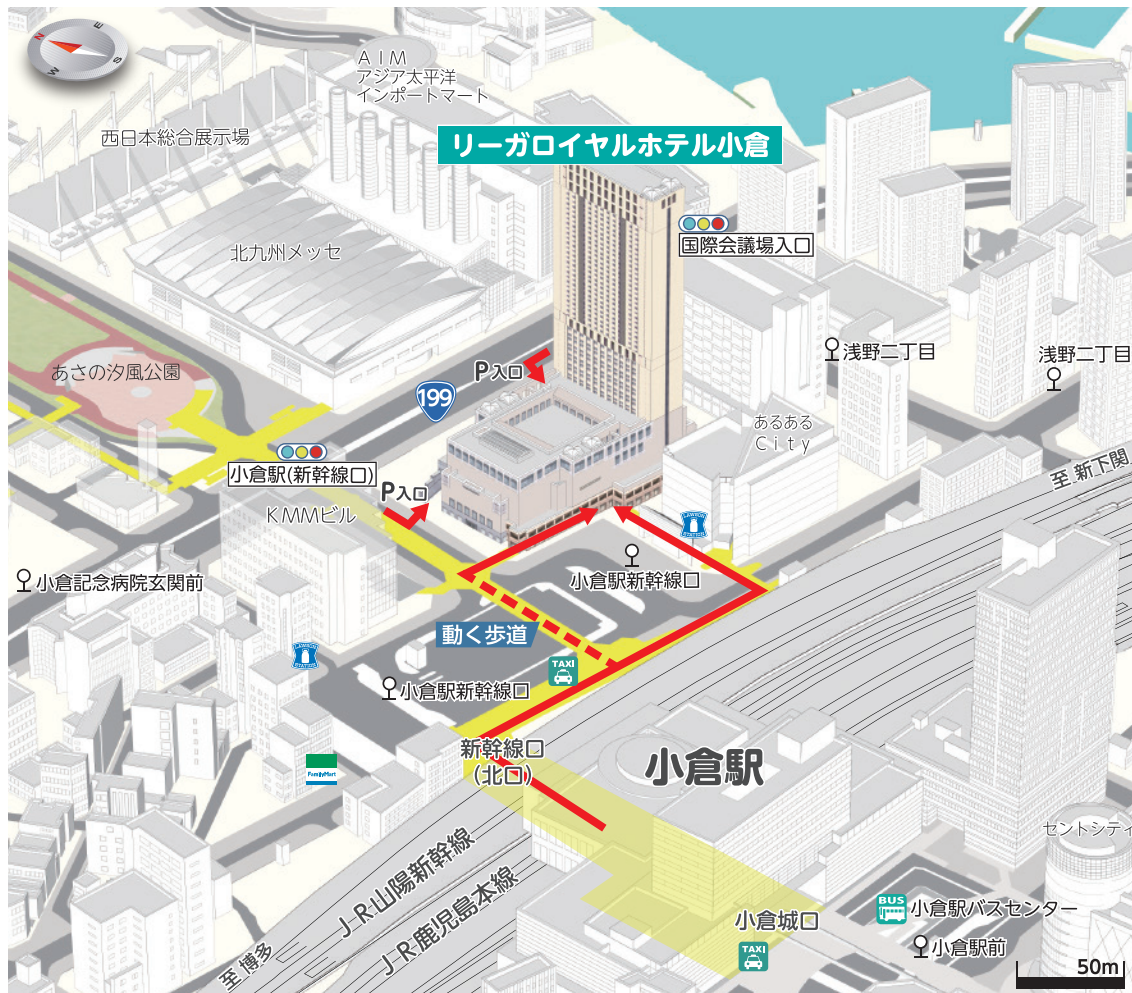 N
E
W
S
AIM
アジア太平洋
インポートマート
西日本総合展示場
リーガロイヤルホテル小倉
国際会議場入口
北九州メッセ
浅野二丁目
浅野二丁目
あさの汐風公園
P入口
199
あるある
City
小倉駅(新幹線口)
至 新下関
P入口
KMMビル
LAWSON
STATION
小倉駅新幹線口
小倉記念病院玄関前
動く歩道
LAWSON
STATION
TAXI
小倉駅新幹線口
新幹線口
(北口)
小倉駅
FamilyMart
セントシティ
JR山陽新幹線
JR鹿児島本線
至 博多
BUS
小倉駅バスセンター
小倉城口
小倉駅前
TAXI
50m